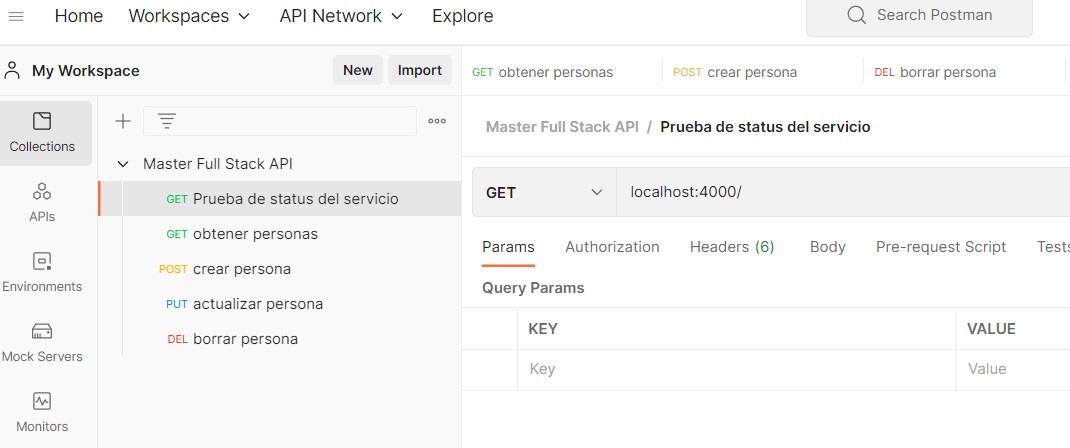 Home Workspaces API Network Explore Search Postman
My Workspace New Import
GET obtener personas POST crear persona DEL borrar persona
Collections
APIs
Environments
Mock Servers
Monitors
Master Full Stack API
GET Prueba de status del servicio
GET obtener personas
POST crear persona
PUT actualizar persona
DEL borrar persona
Master Full Stack API / Prueba de status del servicio
GET localhost:4000/
Params Authorization Headers (6) Body Pre-request Script Tests
Query Params
KEY VALUE
Key Value